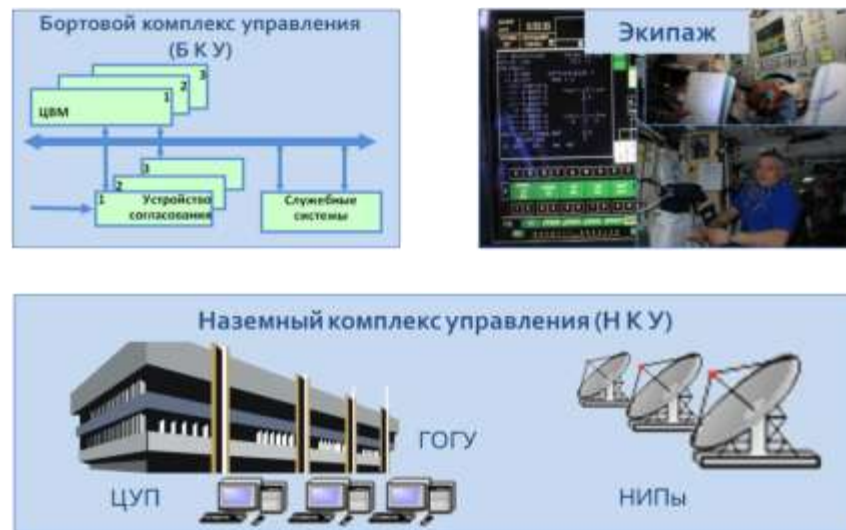 Бортовой комплекс управления
(Б К У)
3
2
1
ЦВМ
3
2
1 Устройство
согласования
Служебные
системы
Экипаж
Наземный комплекс управления (Н К У)
ГОГУ
ЦУП
НИПы